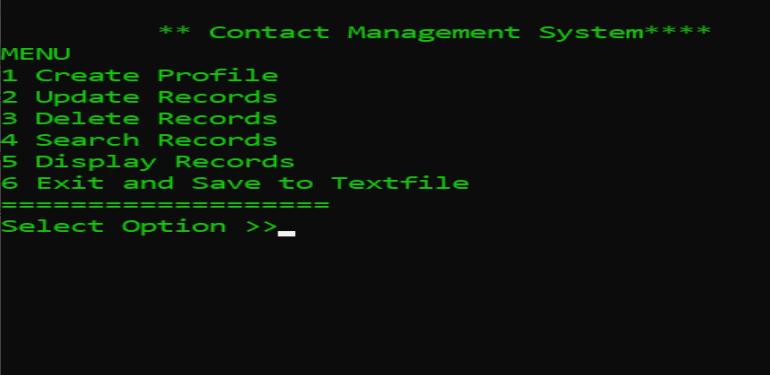 ** Contact Management System****
MENU
1 Create Profile
2 Update Records
3 Delete Records
4 Search Records
5 Display Records
6 Exit and Save to Textfile
===================
Select Option >>